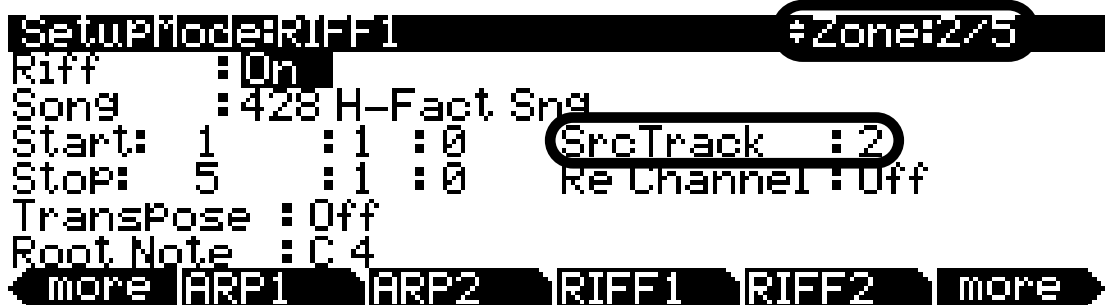 SetupMode:RIFF1 ÷Zone:2/5
Riff :On
Song :428 H-Fact Sng
Start: 1 :1 :0 SrcTrack :2
Stop: 5 :1 :0 Re Channel :Off
Transpose :Off
Root Note :C 4
more ARP1 ARP2 RIFF1 RIFF2 more